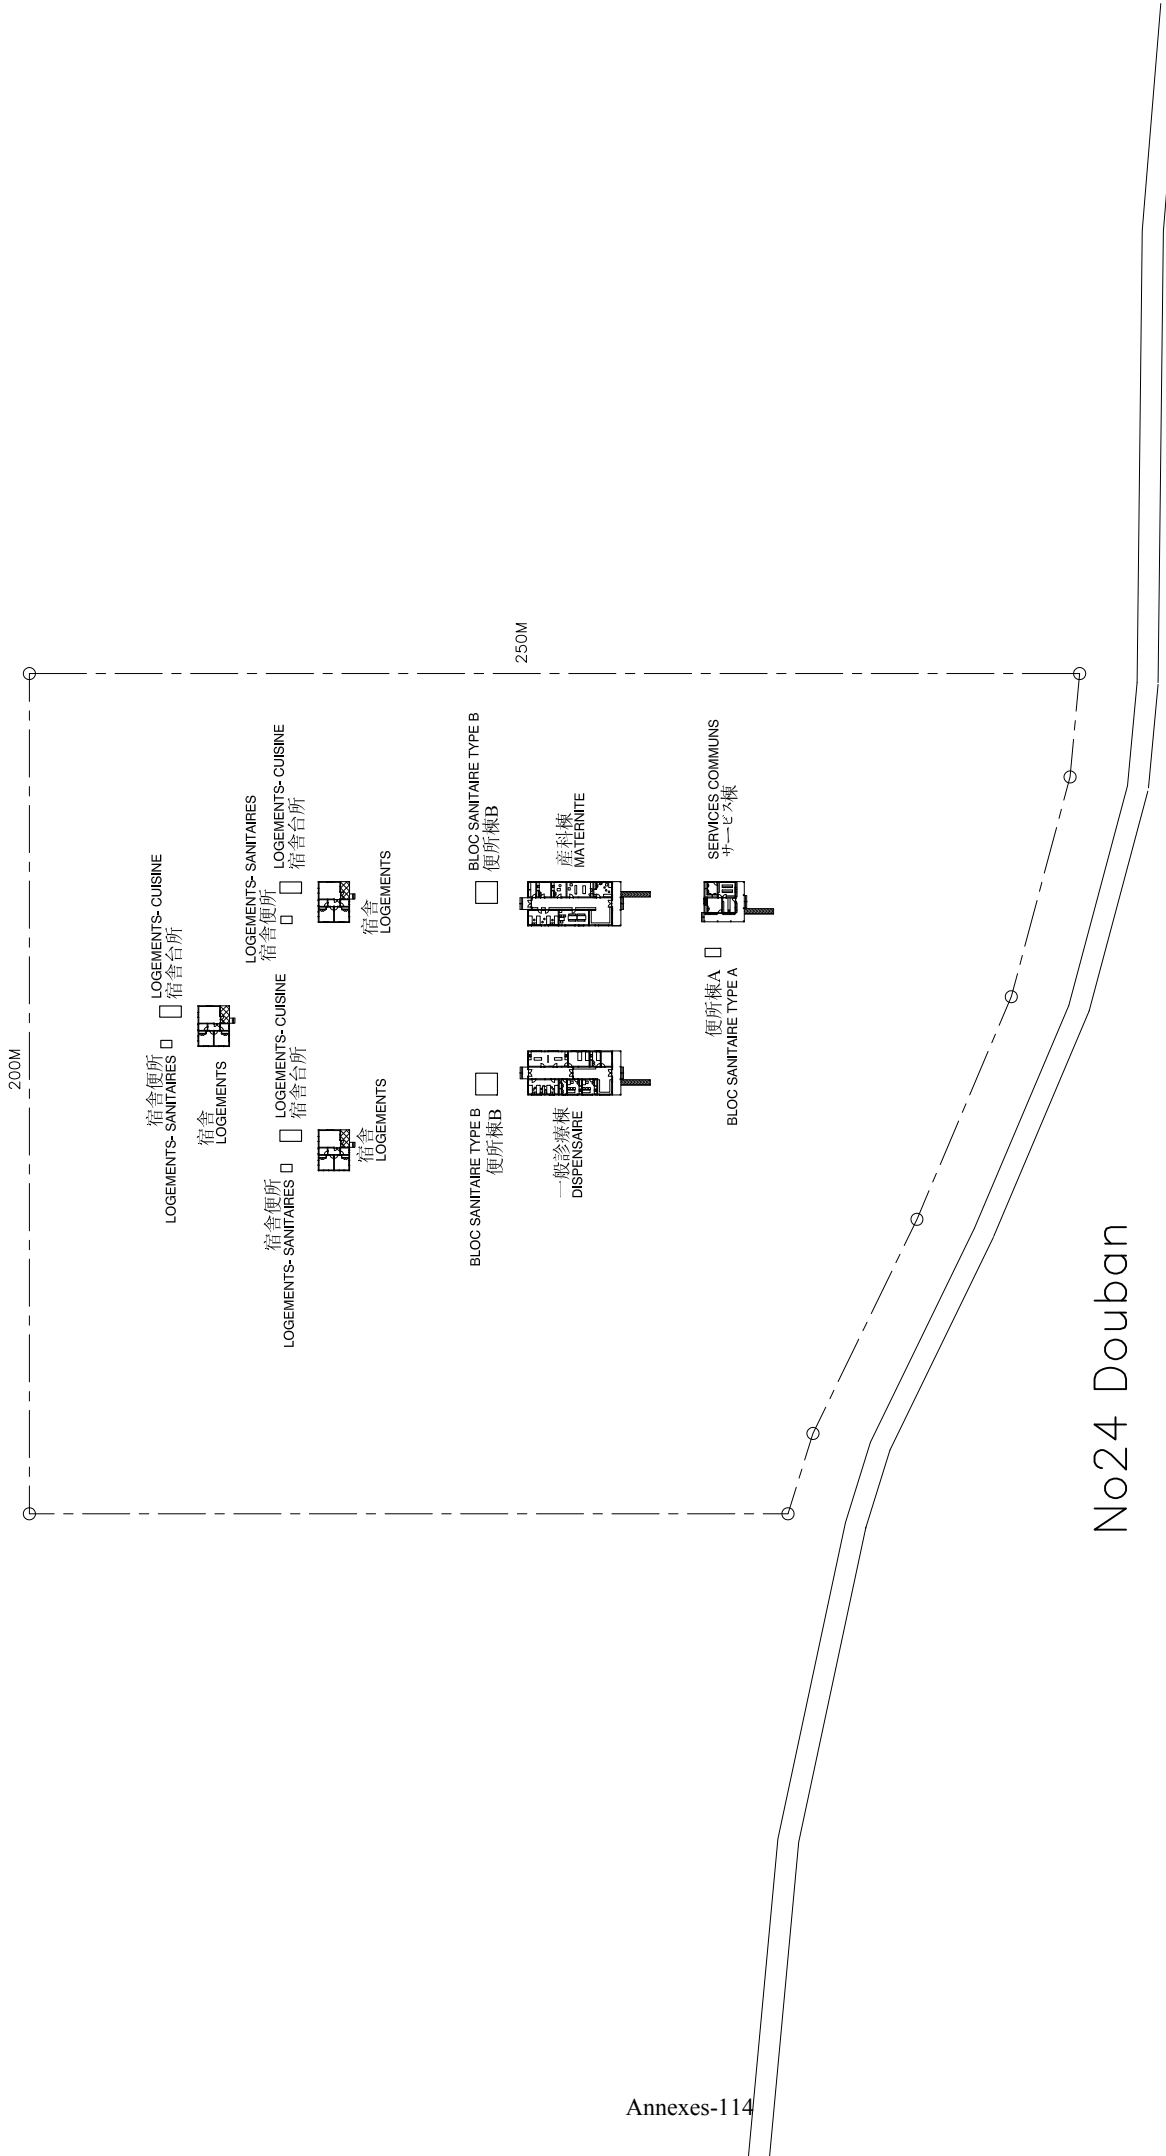 200M
250M
LOGEMENTS- CUISINE
宿舎台所
宿舎便所
LOGEMENTS- SANITAIRES
宿舎
LOGEMENTS
LOGEMENTS- SANITAIRES
宿舎便所
LOGEMENTS- CUISINE
宿舎台所
宿舎
LOGEMENTS
LOGEMENTS- CUISINE
宿舎台所
宿舎便所
LOGEMENTS- SANITAIRES
宿舎
LOGEMENTS
BLOC SANITAIRE TYPE B
便所棟B
BLOC SANITAIRE TYPE B
便所棟B
産科棟
MATERNITE
一般診療棟
DISPENSAIRE
SERVICES COMMUNS
サービス棟
便所棟A
BLOC SANITAIRE TYPE A
No24 Douban
Annexes-114